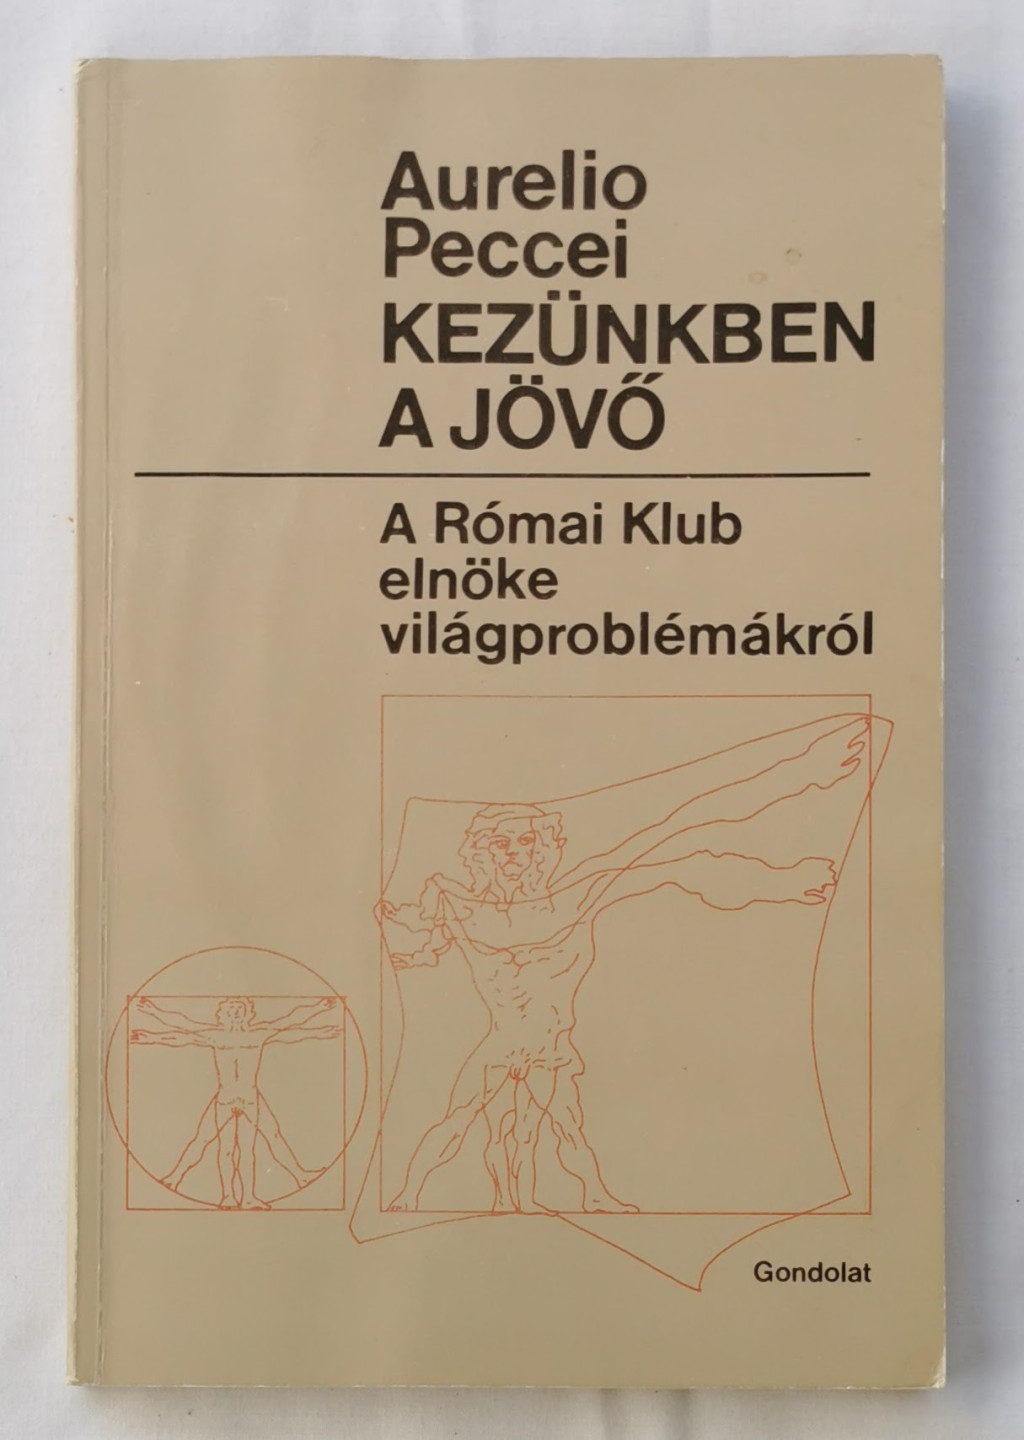 Aurelio
Peccei
KEZÜNKBEN
A JÖVŐ
A Római Klub
elnöke
világproblémákról
Gondolat